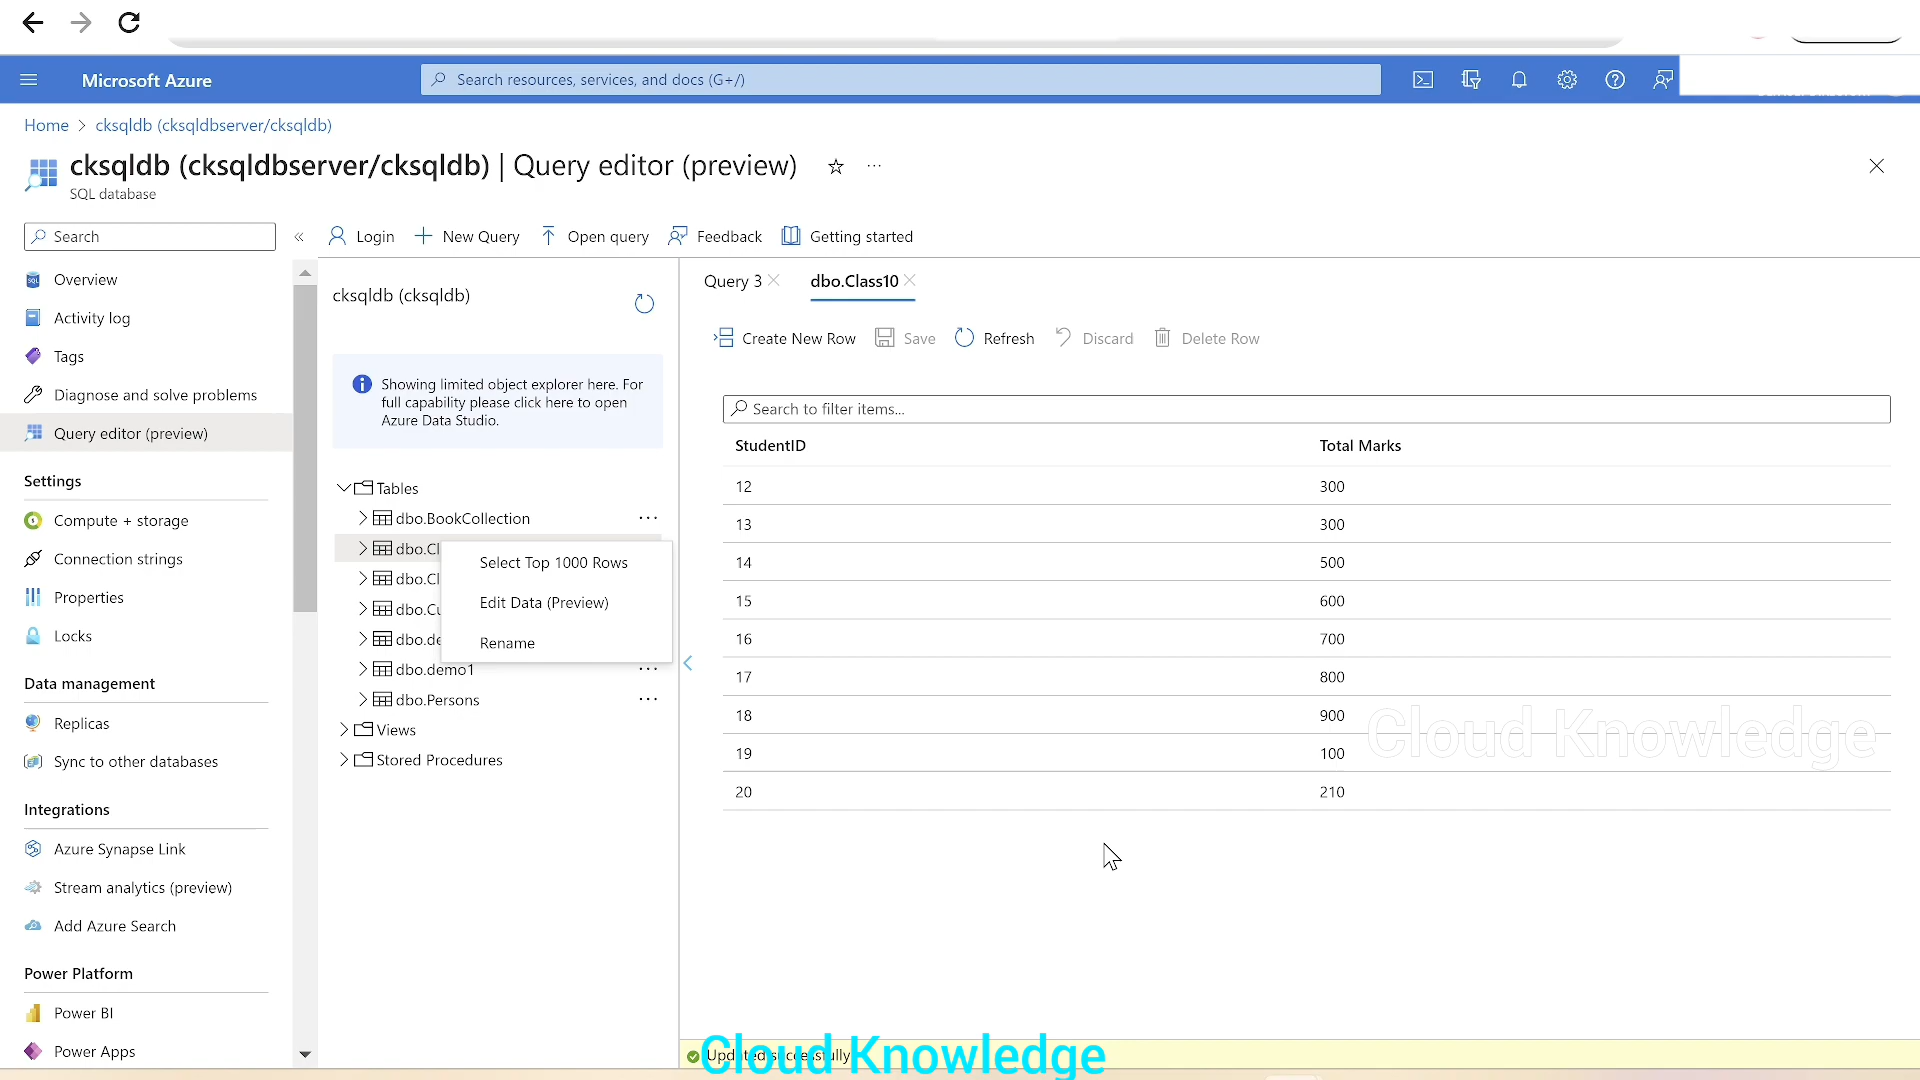 Microsoft Azure
Search resources, services, and docs (G+/)
Home > cksqldb (cksqldbserver/cksqldb)
cksqldb (cksqldbserver/cksqldb) | Query editor (preview)
SQL database
Search
Login
New Query
Open query
Feedback
Getting started
Overview
Activity log
Tags
Diagnose and solve problems
Query editor (preview)
Settings
Compute + storage
Connection strings
Properties
Locks
Data management
Replicas
Sync to other databases
Integrations
Azure Synapse Link
Stream analytics (preview)
Add Azure Search
Power Platform
Power BI
Power Apps
cksqldb (cksqldb)
Showing limited object explorer here. For
full capability please click here to open
Azure Data Studio.
Tables
dbo.BookCollection
dbo.Cl
dbo.Cl
dbo.Cu
dbo.de
dbo.demo1
dbo.Persons
Views
Stored Procedures
Select Top 1000 Rows
Edit Data (Preview)
Rename
Query 3
dbo.Class10
Create New Row
Save
Refresh
Discard
Delete Row
Search to filter items...
StudentID Total Marks
12 300
13 300
14 500
15 600
16 700
17 800
18 900
19 100
20 210
Cloud Knowledge
Updated successfully
Cloud Knowledge